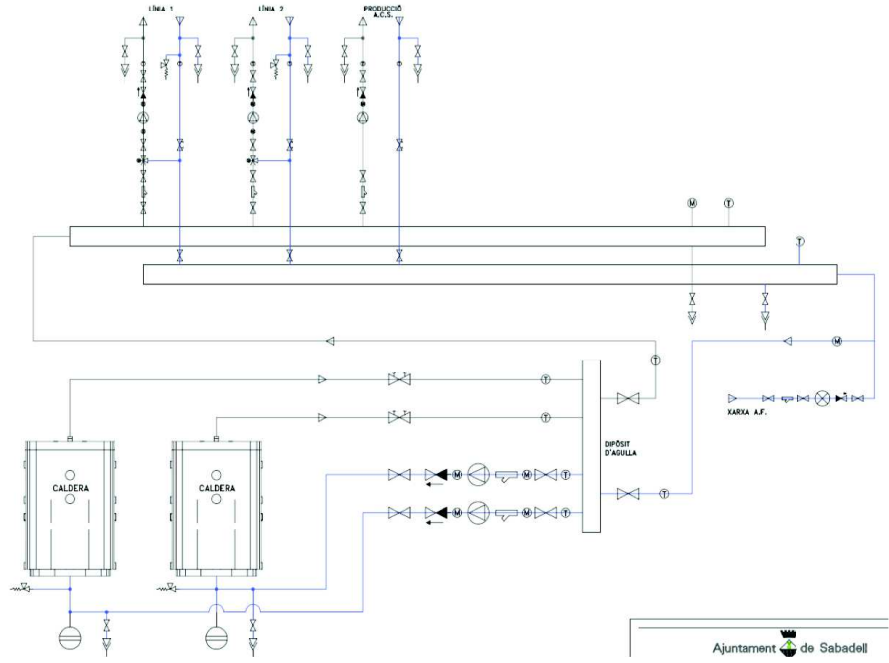 LÍNIA 1
LÍNIA 2
PRODUCCIÓ
A.C.S.
M
T
T
M
T
T
T
XARXA A.F.
DIPÒSIT
D'AGULLA
CALDERA
CALDERA
M
M
T
T
M
M
T
Ajuntament de Sabadell